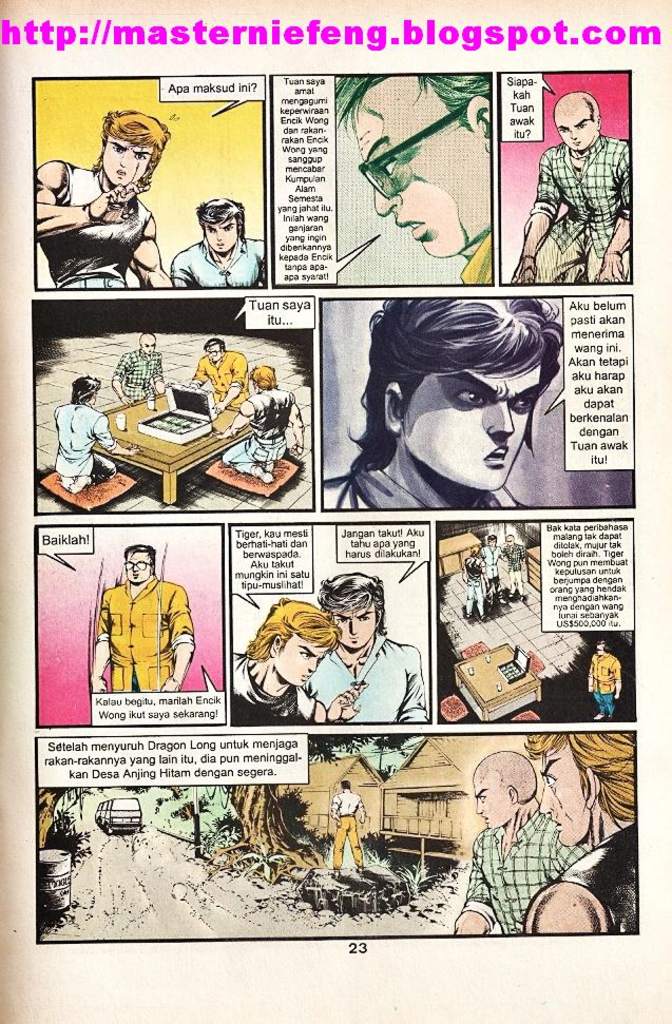 http://masterniefeng.blogspot.com
Apa maksud ini?
Tuan saya
amat
mengagumi
keperwiraan
Encik Wong
dan rakan-
rakan Encik
Wong yang
sanggup
mencabar
Kumpulan
Alam
Semesta
yang jahat itu.
Inilah wang
ganjaran
yang ingin
diberikannya
kepada Encik
tanpa apa-
apa syarat!
Siapa-
kah
Tuan
awak
itu?
Tuan saya
itu...
Aku belum
pasti akan
menerima
wang ini.
Akan tetapi
aku harap
aku akan
dapat
berkenalan
dengan
Tuan awak
itu!
Baiklah!
Kalau begitu, marilah Encik
Wong ikut saya sekarang!
Tiger, kau mesti
berhati-hati dan
berwaspada.
Aku takut
mungkin ini satu
tipu-muslihat!
Jangan takut! Aku
tahu apa yang
harus dilakukan!
Bak kata peribahasa
malang tak dapat
ditolak, mujur tak
boleh diraih. Tiger
Wong pun membuat
keputusan untuk
berjumpa dengan
orang yang hendak
menghadiahkan-
nya dengan wang
tunai sebanyak
US$500,000 itu.
Setelah menyuruh Dragon Long untuk menjaga
rakan-rakannya yang lain itu, dia pun meninggal-
kan Desa Anjing Hitam dengan segera.
23